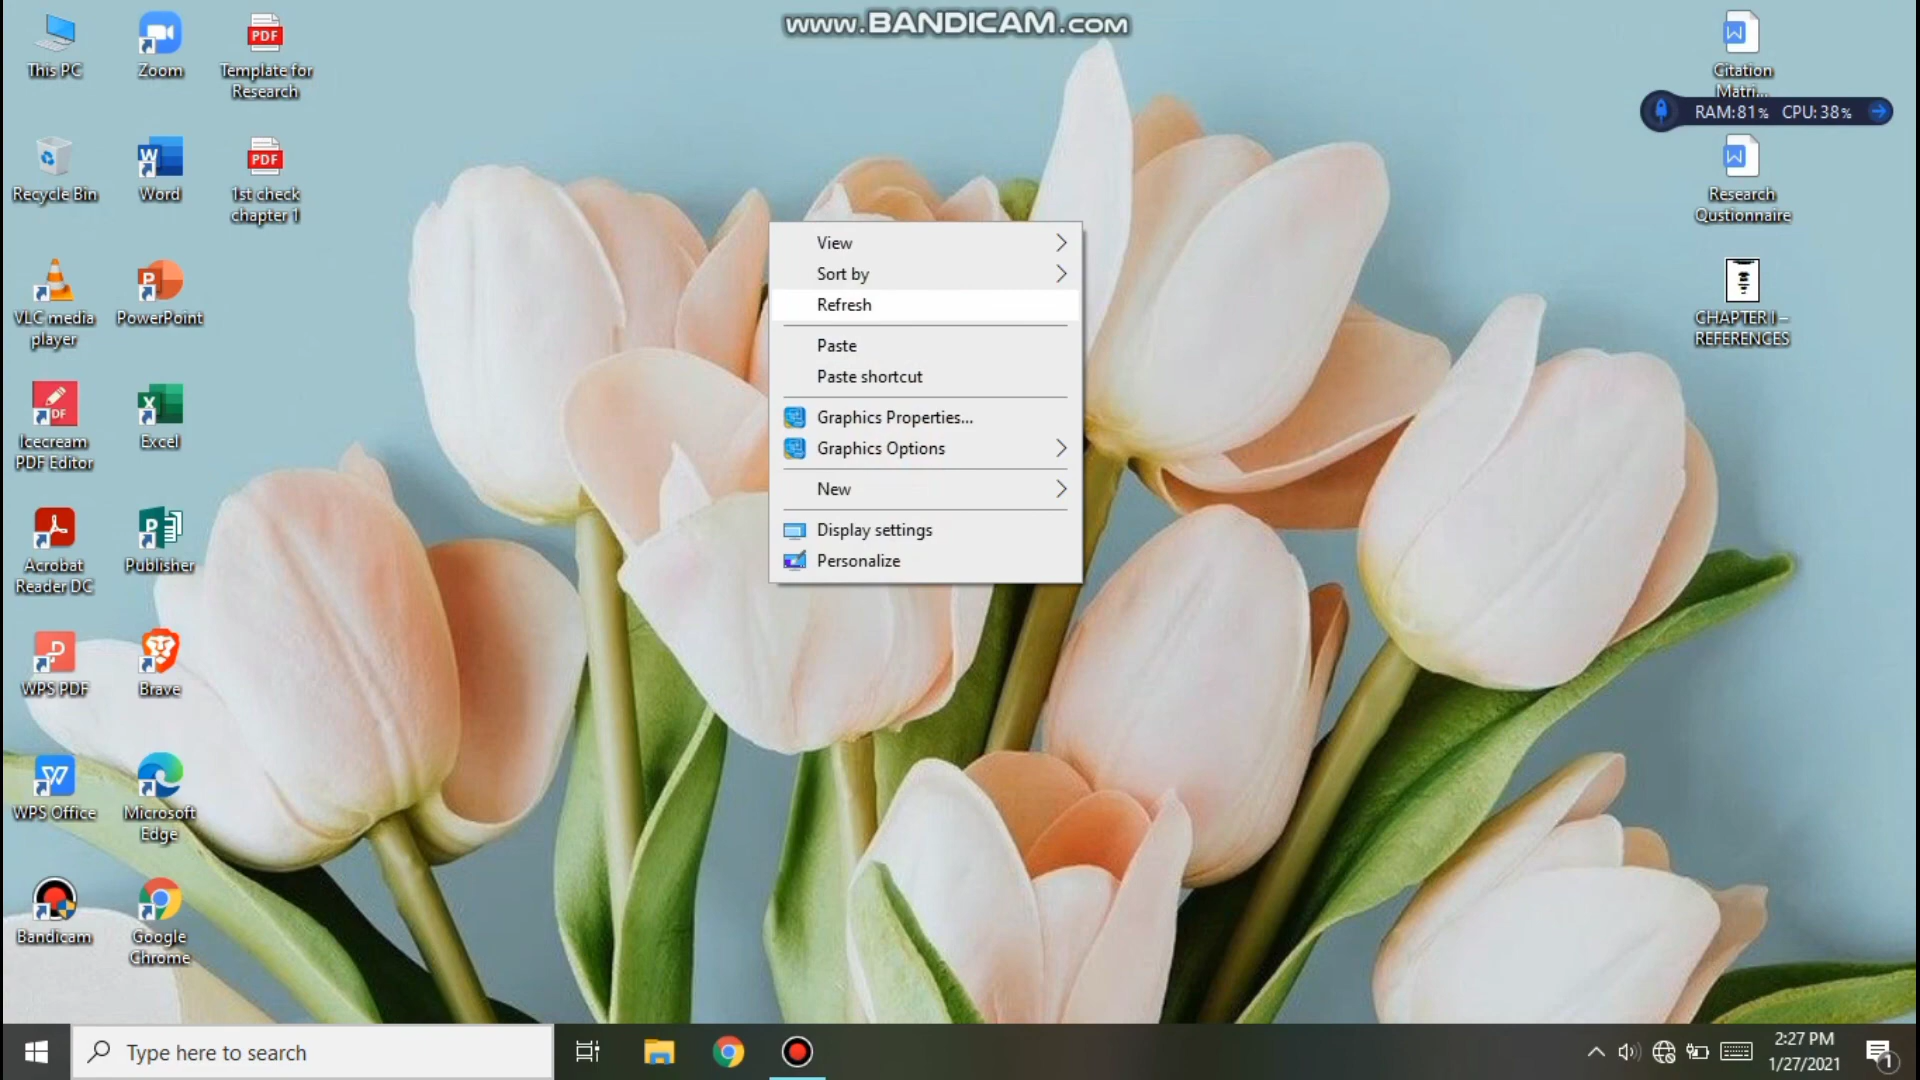 www.BANDICAM.com
This PC
Zoom
Template for
Research
Recycle Bin
Word
1st check
chapter 1
VLC media
player
PowerPoint
Icecream
PDF Editor
Excel
Acrobat
Reader DC
Publisher
WPS PDF
Brave
WPS Office
Microsoft
Edge
Bandicam
Google
Chrome
PDF
PDF
View
Sort by
Refresh
Paste
Paste shortcut
Graphics Properties...
Graphics Options
New
Display settings
Personalize
Citation
Matri...
RAM:81% CPU:38%
Research
Qustionnaire
CHAPTER I –
REFERENCES
Type here to search
2:27 PM
1/27/2021
1